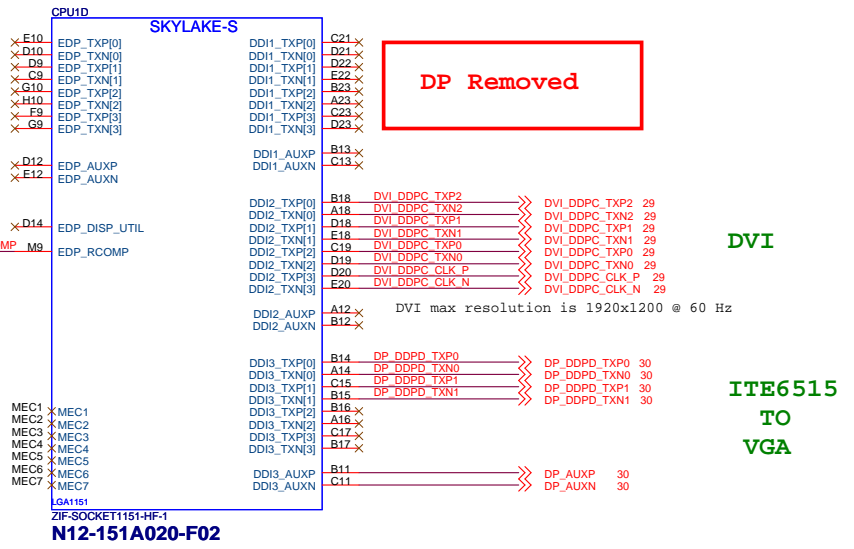 CPU1D
SKYLAKE-S
E10 EDP_TXP[0] DDI1_TXP[0] C21
D10 EDP_TXN[0] DDI1_TXN[0] D21
D9 EDP_TXP[1] DDI1_TXP[1] D22
C9 EDP_TXN[1] DDI1_TXN[1] E22
G10 EDP_TXP[2] DDI1_TXP[2] B23
H10 EDP_TXN[2] DDI1_TXN[2] A23
F9 EDP_TXP[3] DDI1_TXP[3] C23
G9 EDP_TXN[3] DDI1_TXN[3] D23
DP Removed
DDI1_AUXP B13
DDI1_AUXN C13
D12 EDP_AUXP
E12 EDP_AUXN
DDI2_TXP[0] B18 DVI_DDPC_TXP2 DVI_DDPC_TXP2 29
DDI2_TXN[0] A18 DVI_DDPC_TXN2 DVI_DDPC_TXN2 29
D14 EDP_DISP_UTIL DDI2_TXP[1] D18 DVI_DDPC_TXP1 DVI_DDPC_TXP1 29
DDI2_TXN[1] E18 DVI_DDPC_TXN1 DVI_DDPC_TXN1 29
MP M9 EDP_RCOMP DDI2_TXP[2] C19 DVI_DDPC_TXP0 DVI_DDPC_TXP0 29
DDI2_TXN[2] D19 DVI_DDPC_TXN0 DVI_DDPC_TXN0 29
DDI2_TXP[3] D20 DVI_DDPC_CLK_P DVI_DDPC_CLK_P 29
DDI2_TXN[3] E20 DVI_DDPC_CLK_N DVI_DDPC_CLK_N 29
DVI
DDI2_AUXP A12
DDI2_AUXN B12
DVI max resolution is 1920x1200 @ 60 Hz
DDI3_TXP[0] B14 DP_DDPD_TXP0 DP_DDPD_TXP0 30
DDI3_TXN[0] A14 DP_DDPD_TXN0 DP_DDPD_TXN0 30
DDI3_TXP[1] C15 DP_DDPD_TXP1 DP_DDPD_TXP1 30
DDI3_TXN[1] B15 DP_DDPD_TXN1 DP_DDPD_TXN1 30
MEC1 MEC1 DDI3_TXP[2] B16
MEC2 MEC2 DDI3_TXN[2] A16
MEC3 MEC3 DDI3_TXP[3] C17
MEC4 MEC4 DDI3_TXN[3] B17
MEC5 MEC5
MEC6 MEC6 DDI3_AUXP B11 DP_AUXP 30
MEC7 MEC7 DDI3_AUXN C11 DP_AUXN 30
ITE6515
TO
VGA
LGA1151
ZIF-SOCKET1151-HF-1
N12-151A020-F02